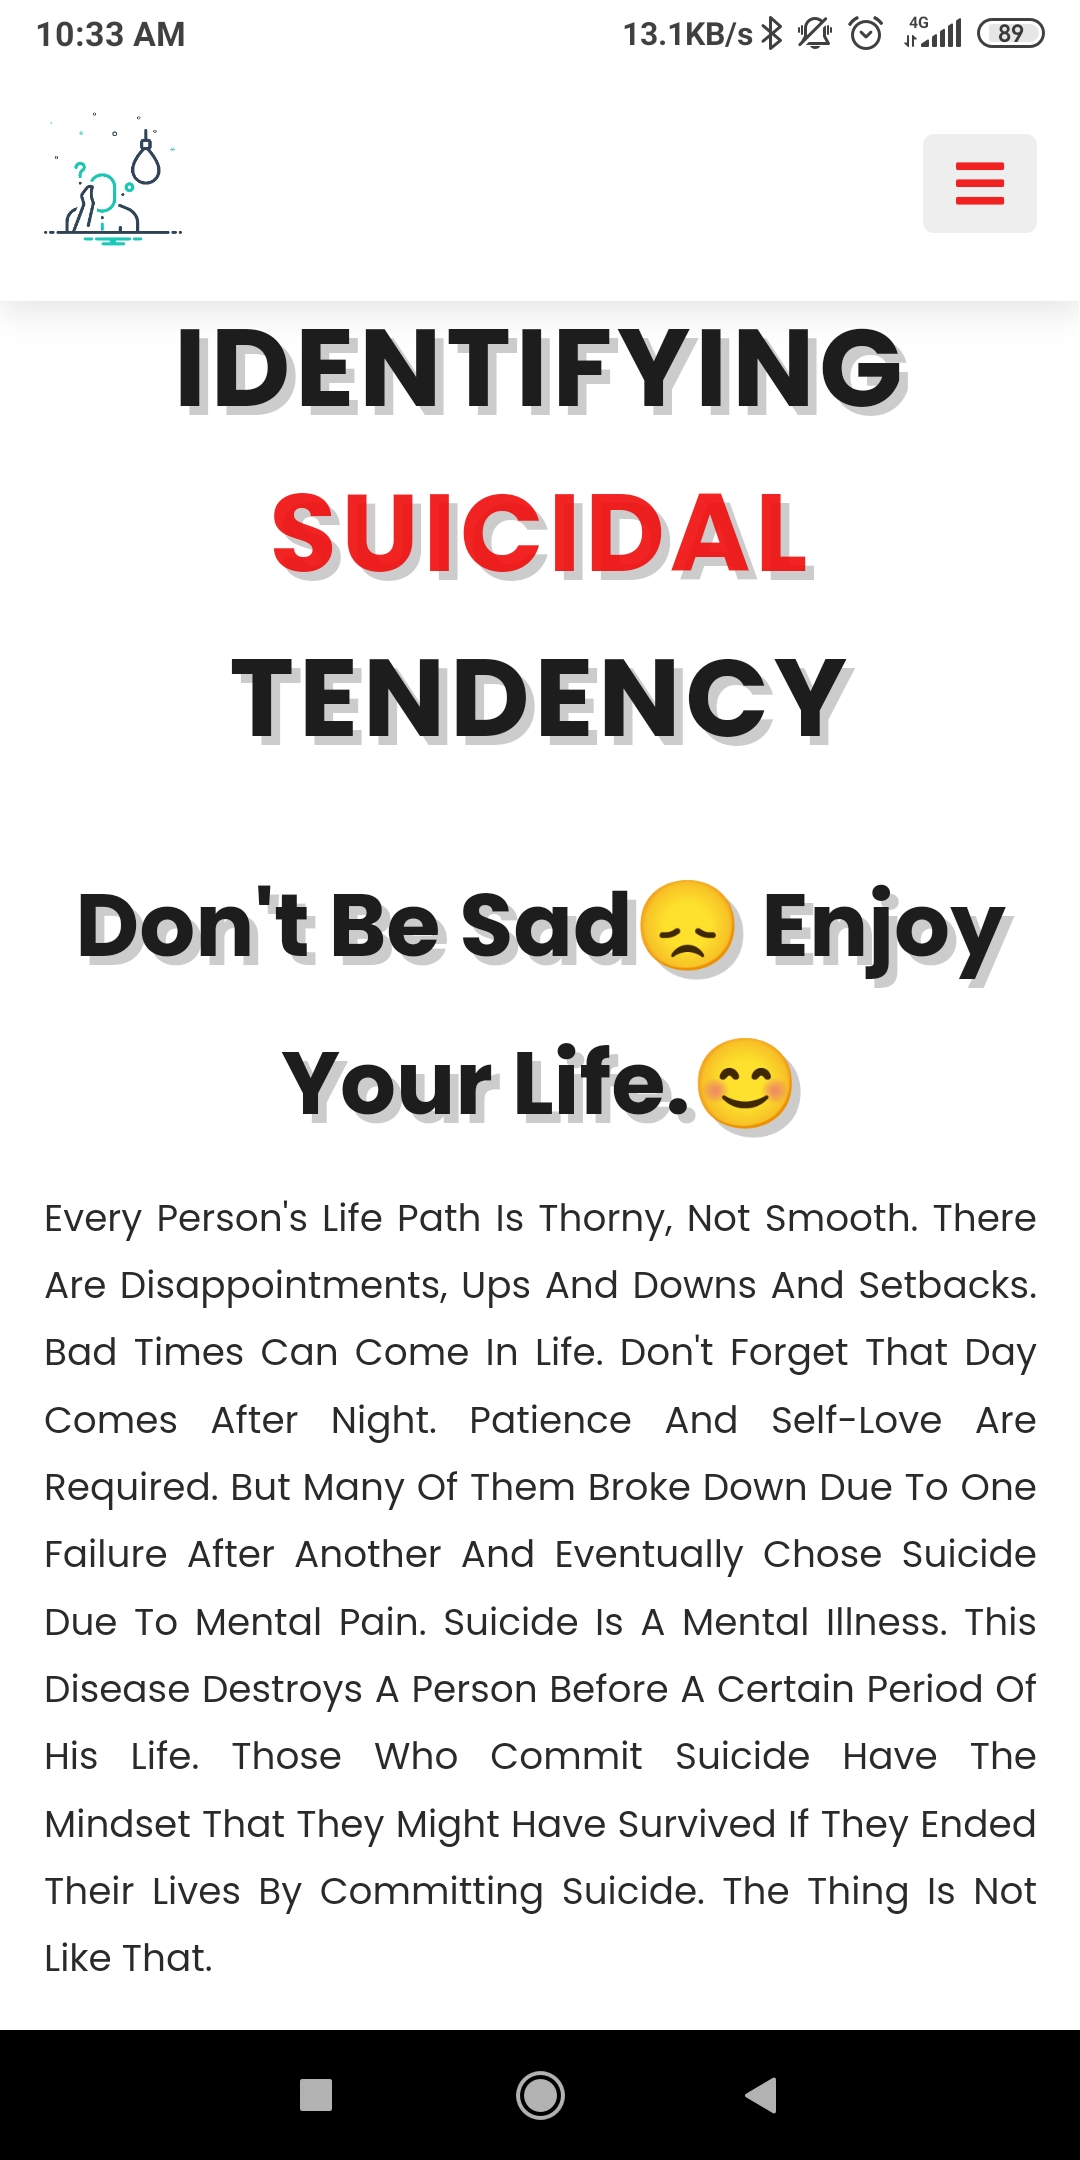 10:33 AM 13.1KB/s 4G 89
IDENTIFYING
SUICIDAL
TENDENCY
Don't Be Sad😞 Enjoy
Your Life.😊
Every Person's Life Path Is Thorny, Not Smooth. There
Are Disappointments, Ups And Downs And Setbacks.
Bad Times Can Come In Life. Don't Forget That Day
Comes After Night. Patience And Self-Love Are
Required. But Many Of Them Broke Down Due To One
Failure After Another And Eventually Chose Suicide
Due To Mental Pain. Suicide Is A Mental Illness. This
Disease Destroys A Person Before A Certain Period Of
His Life. Those Who Commit Suicide Have The
Mindset That They Might Have Survived If They Ended
Their Lives By Committing Suicide. The Thing Is Not
Like That.